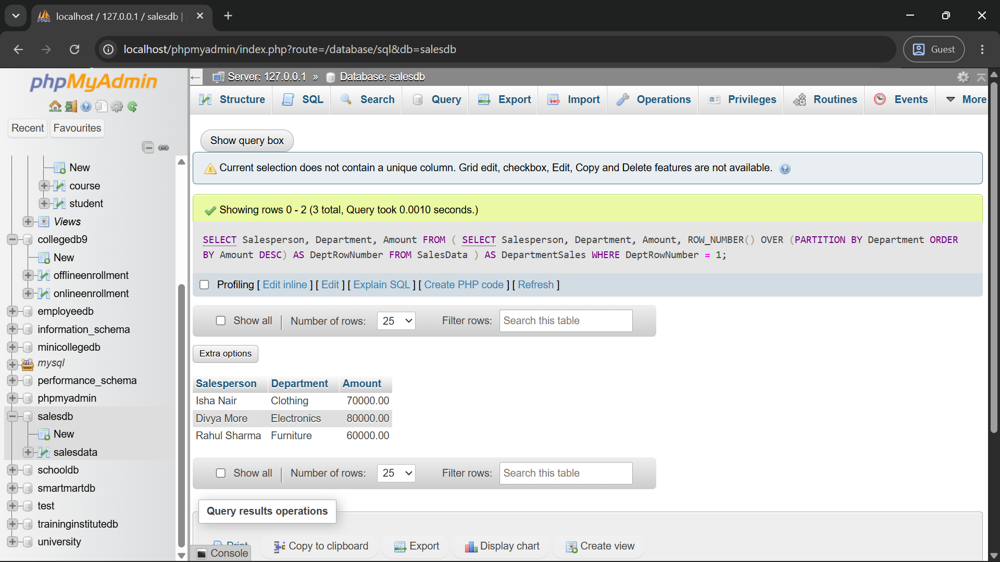 localhost / 127.0.0.1 / salesdb |
localhost/phpmyadmin/index.php?route=/database/sql&db=salesdb
Guest
phpMyAdmin
Recent
Favourites
New
course
student
Views
collegedb9
New
offlineenrollment
onlineenrollment
employeedb
information_schema
minicollegedb
mysql
performance_schema
phpmyadmin
salesdb
New
salesdata
schooldb
smartmartdb
test
traininginstitutedb
university
Server: 127.0.0.1 » Database: salesdb
Structure SQL Search Query Export Import Operations Privileges Routines Events More
Show query box
Current selection does not contain a unique column. Grid edit, checkbox, Edit, Copy and Delete features are not available.
Showing rows 0 - 2 (3 total, Query took 0.0010 seconds.)
SELECT Salesperson, Department, Amount FROM ( SELECT Salesperson, Department, Amount, ROW_NUMBER() OVER (PARTITION BY Department ORDER
BY Amount DESC) AS DeptRowNumber FROM SalesData ) AS DepartmentSales WHERE DeptRowNumber = 1;
Profiling [ Edit inline ] [ Edit ] [ Explain SQL ] [ Create PHP code ] [ Refresh ]
Show all | Number of rows: 25 Filter rows: Search this table
Extra options
Salesperson Department Amount
Isha Nair Clothing 70000.00
Divya More Electronics 80000.00
Rahul Sharma Furniture 60000.00
Show all | Number of rows: 25 Filter rows: Search this table
Query results operations
Print Copy to clipboard Export Display chart Create view
Console